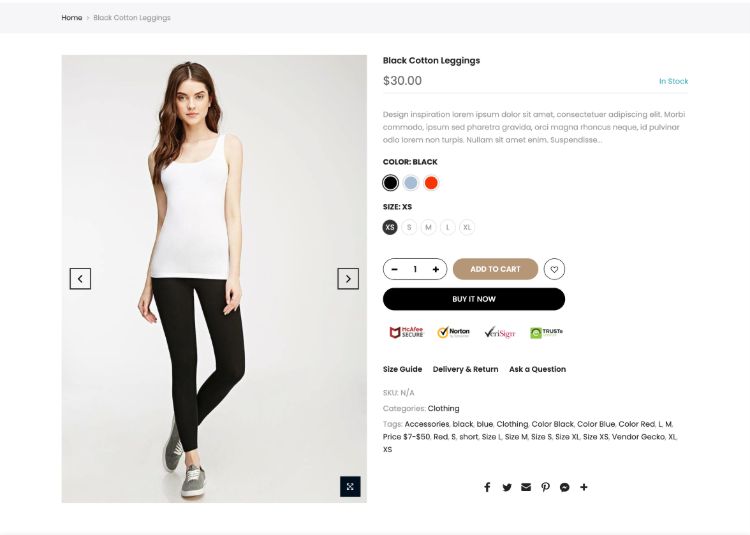 Home > Black Cotton Leggings
Black Cotton Leggings
$30.00
In Stock
Design inspiration lorem ipsum dolor sit amet, consectetuer adipiscing elit. Morbi
commodo, ipsum sed pharetra gravida, orci magna rhoncus neque, id pulvinar
odio lorem non turpis. Nullam sit amet enim. Suspendisse...
COLOR: BLACK
SIZE: XS
XS S M L XL
− 1 +
ADD TO CART
BUY IT NOW
McAfee SECURE
Norton
VeriSign
TRUSTe
Size Guide Delivery & Return Ask a Question
SKU: N/A
Categories: Clothing
Tags: Accessories, black, blue, Clothing, Color Black, Color Blue, Color Red, L, M,
Price $7-$50, Red, S, short, Size L, Size M, Size S, Size XL, Size XS, Vendor Gecko, XL,
XS